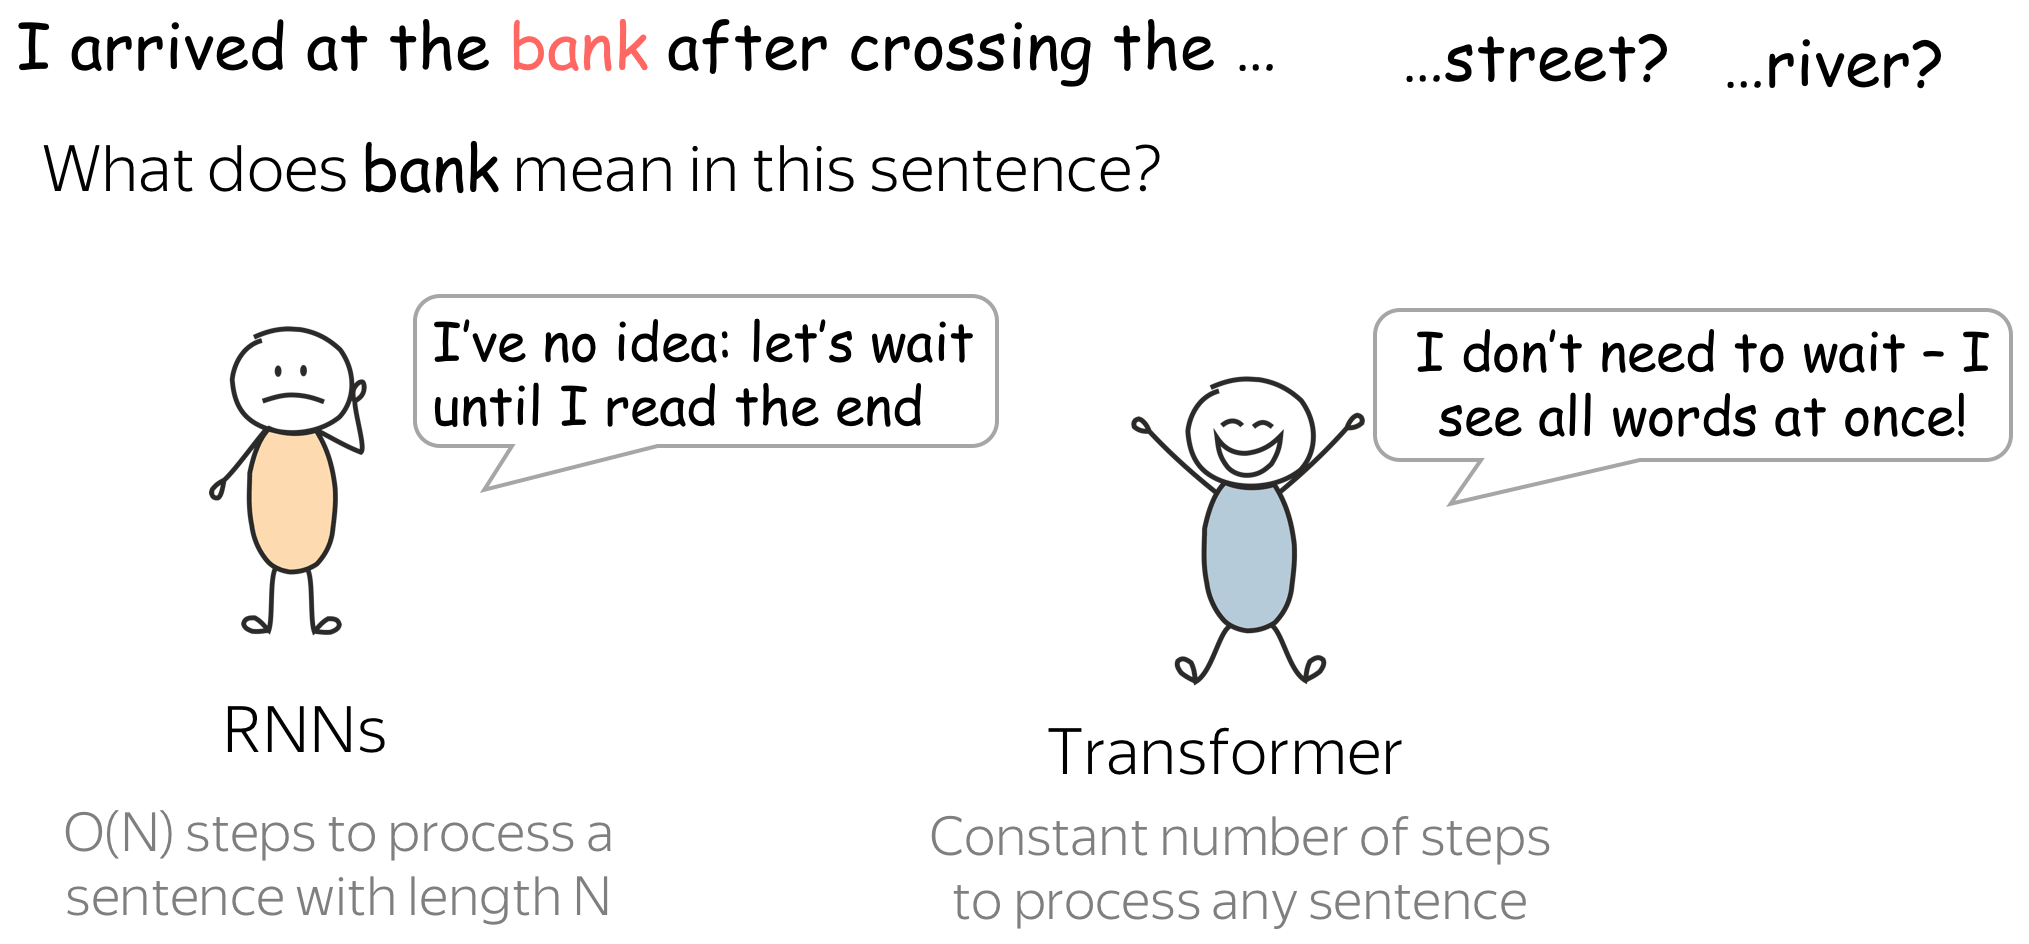 I arrived at the bank after crossing the ... ...street? ...river?
What does bank mean in this sentence?
I've no idea: let's wait
until I read the end
I don't need to wait – I
see all words at once!
RNNs
O(N) steps to process a
sentence with length N
Transformer
Constant number of steps
to process any sentence